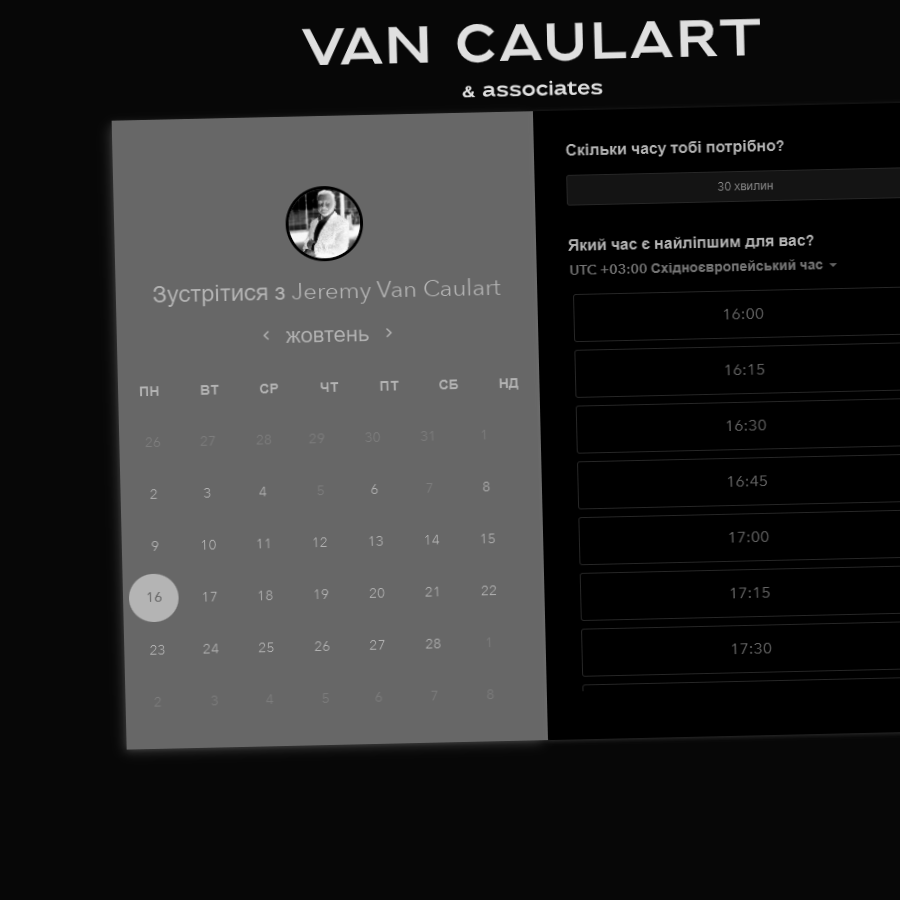 VAN CAULART
& associates
Зустрітися з Jeremy Van Caulart
жовтень
ПН ВТ СР ЧТ ПТ СБ НД
26 27 28 29 30 31 1
2 3 4 5 6 7 8
9 10 11 12 13 14 15
16 17 18 19 20 21 22
23 24 25 26 27 28 1
2 3 4 5 6 7 8
Скільки часу тобі потрібно?
30 хвилин
Який час є найліпшим для вас?
UTC +03:00 Східноєвропейський час
16:00
16:15
16:30
16:45
17:00
17:15
17:30